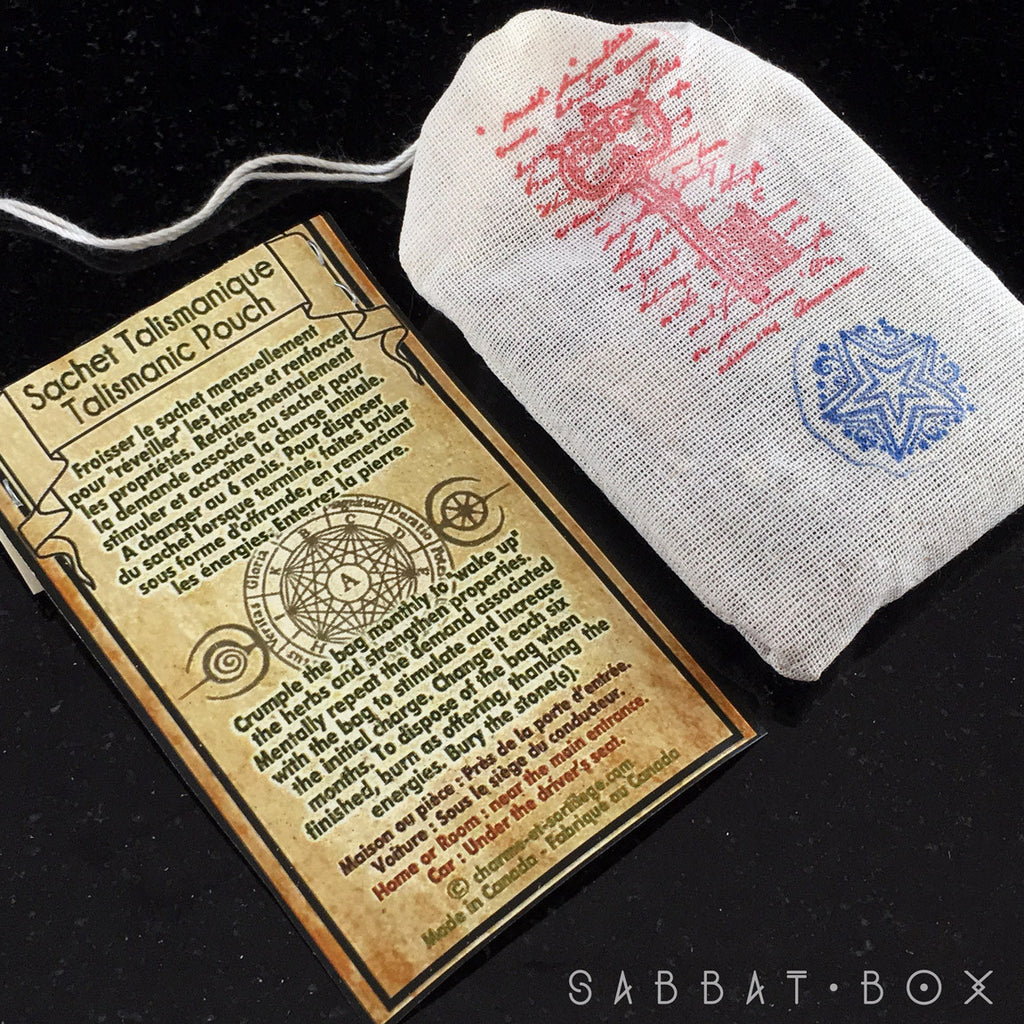 Sachet Talismanique
Talismanic Pouch
Froisser le sachet mensuellement
pour "réveiller" les herbes et renforcer
les propriétés. Refaites mentalement
la demande associée au sachet pour
stimuler et accroitre la charge initiale.
A changer au 6 mois. Pour disposer
du sachet lorsque terminé, faites brûler
sous forme d'offrande, en remerciant
les énergies. Enterrez la pierre.
A
Crumple the bag monthly to "wake up"
the herbs and strengthen properties.
Mentally repeat the demand associated
with the bag to stimulate and increase
the initial charge. Change it each six
months. To dispose of the bag when
finished, burn as offering, thanking the
energies. Bury the stone(s).
Maison ou pièce : Près de la porte d'entrée.
Voiture : Sous le siège du conducteur.
Home or Room : near the main entrance.
Car : Under the driver's seat.
© charme-et-sortilege.com
Made in Canada - Fabriqué au Canada
SABBAT·BOX